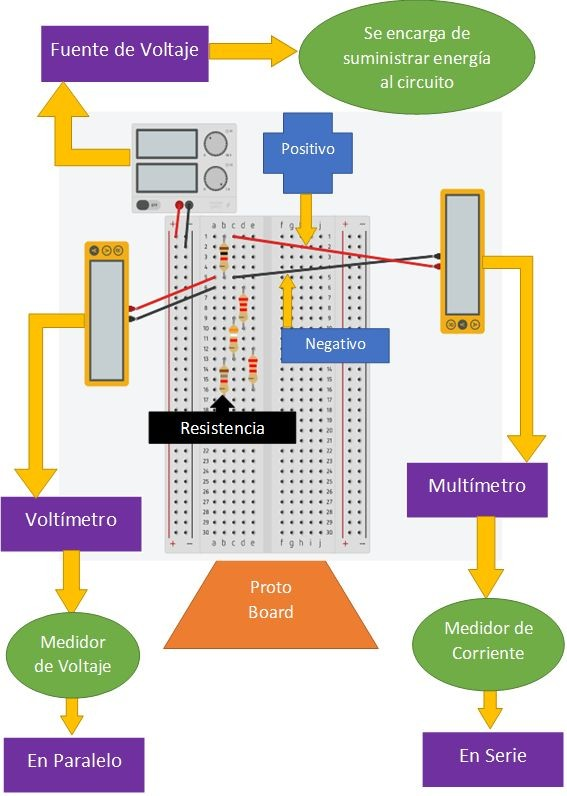 Fuente de Voltaje
Se encarga de
suministrar energía
al circuito
Positivo
+ - a b c d e f g h i j + -
Negativo
Resistencia
Voltímetro
Multímetro
+ - a b c d e f g h i j + -
Proto
Board
Medidor
de Voltaje
Medidor de
Corriente
En Paralelo
En Serie